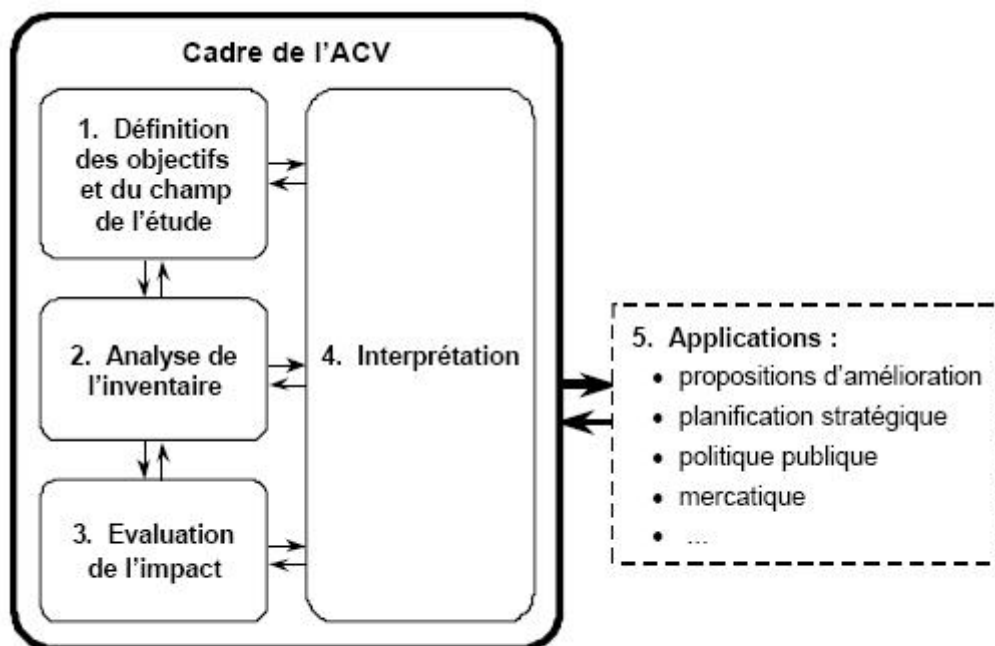 Cadre de l'ACV
1. Définition
des objectifs
et du champ
de l'étude
2. Analyse de
l'inventaire
3. Evaluation
de l'impact
4. Interprétation
5. Applications :
• propositions d'amélioration
• planification stratégique
• politique publique
• mercatique
• ...